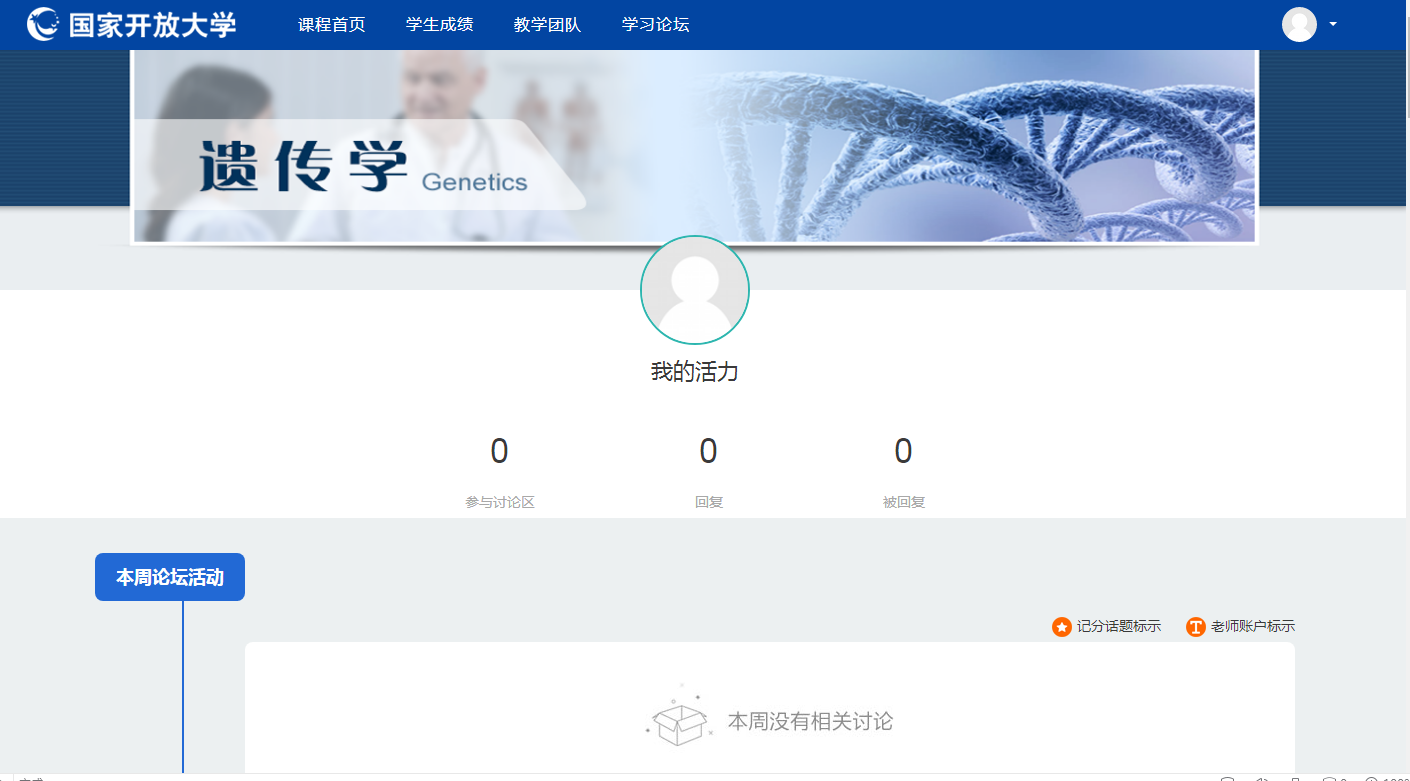 国家开放大学 课程首页 学生成绩 教学团队 学习论坛
遗传学 Genetics
我的活力
0 0 0
参与讨论区 回复 被回复
本周论坛活动
记分话题标示 T 老师账户标示
本周没有相关讨论